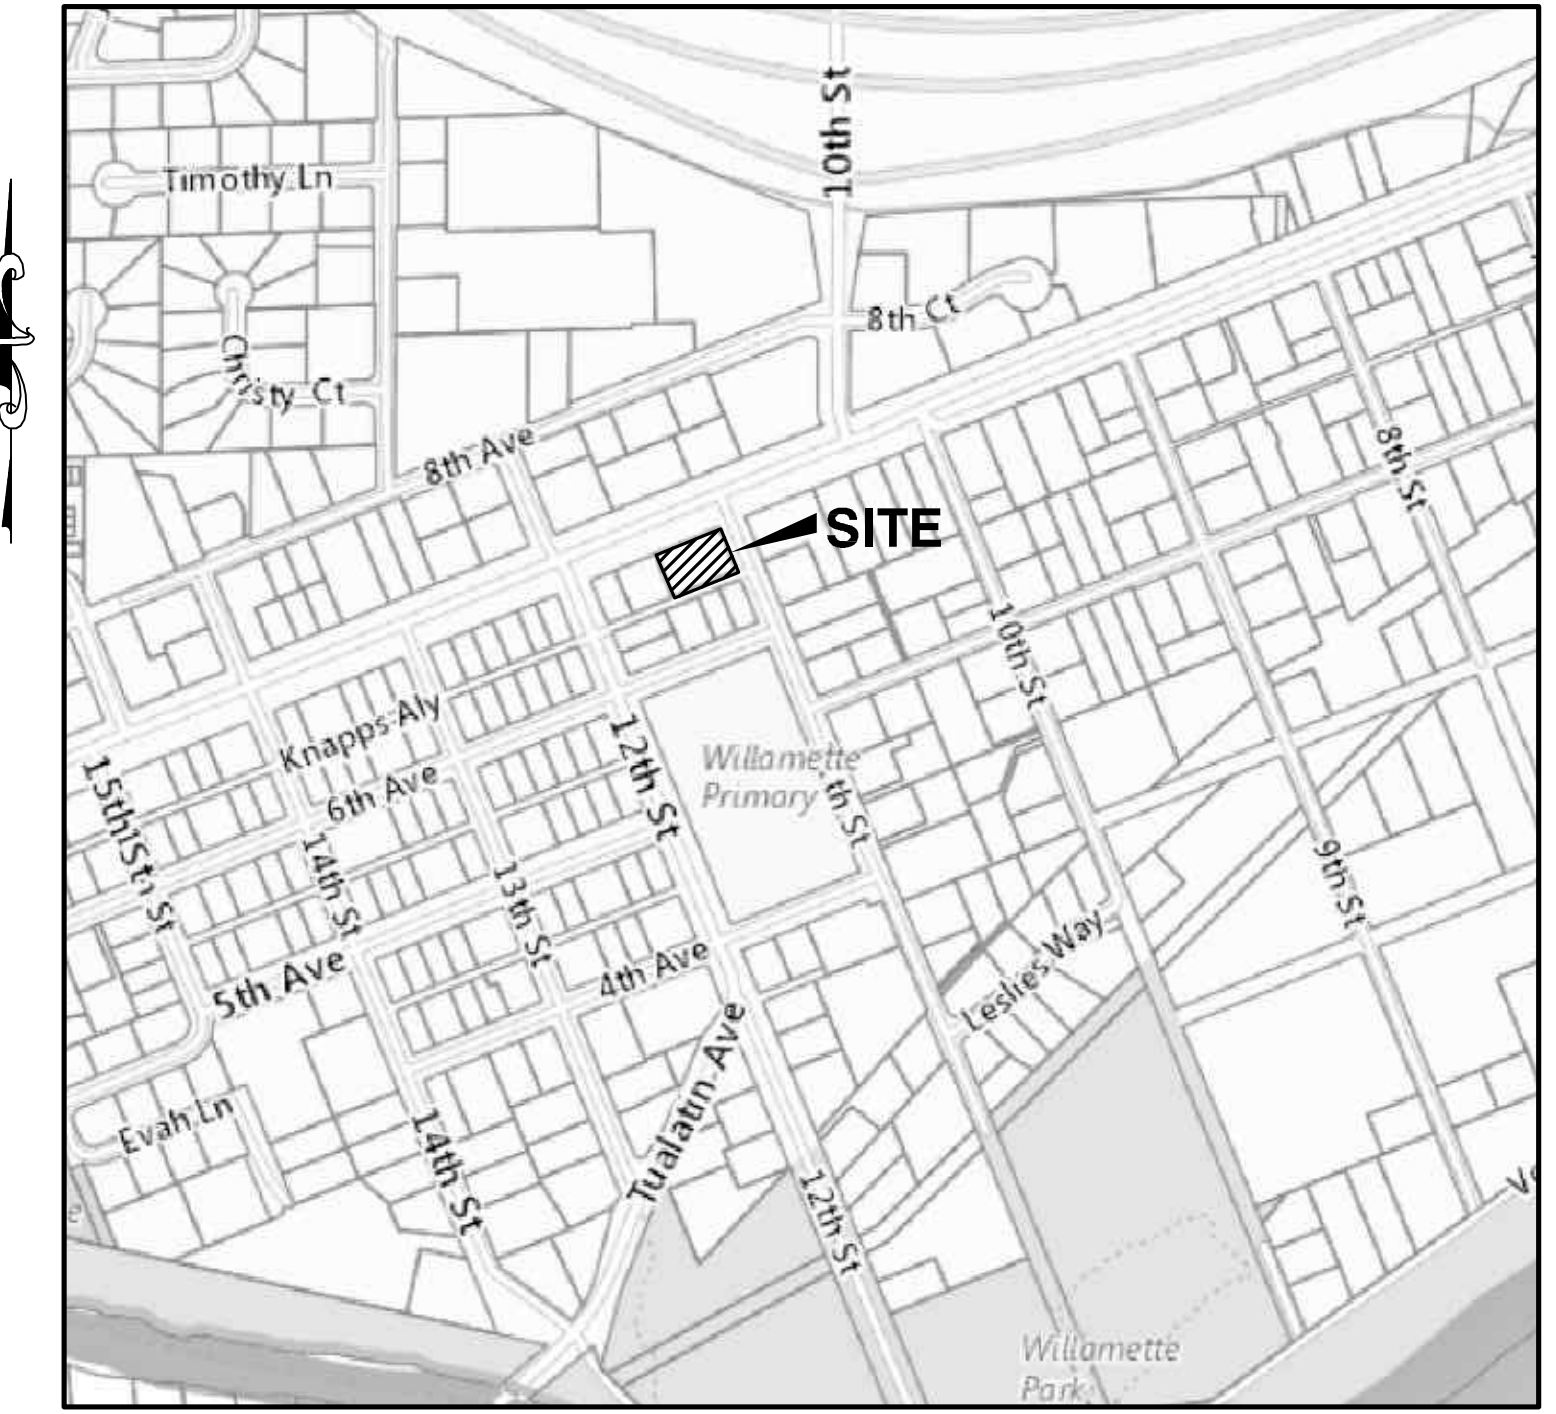 10th St
Timothy Ln
8th Ct
Christy Ct
8th Ave
8th St
SITE
10th St
Knapps Aly
12th St
Willamette
Primary
15th St
6th Ave
th St
14th St
13th St
9th St
5th Ave
4th Ave
Leslies Way
Tualatin Ave
Evah Ln
14th St
12th St
Willamette
Park